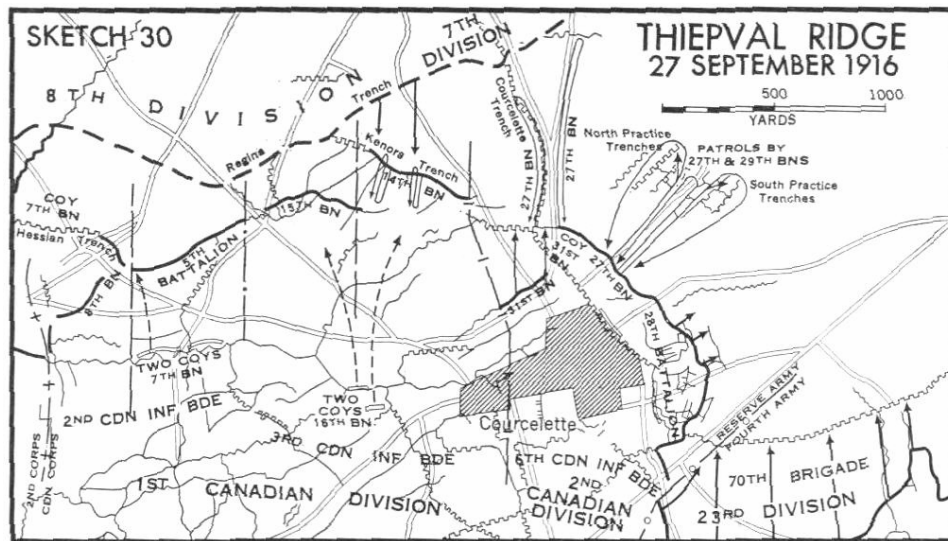 SKETCH 30
THIEPVAL RIDGE
27 SEPTEMBER 1916
500
1000
YARDS
7TH
DIVISION
8TH DIVISION
Regina
Trench
Kenora
Trench
14TH
BN
Courcelette
Trench
27TH BN
27TH BN
North Practice
Trenches
PATROLS BY
27TH & 29TH BNS
South Practice
Trenches
COY
7TH BN
Hessian Trench
8TH BN
5TH
BATTALION
15TH BN
COY
31ST
BN
31ST BN
27TH BN
28TH BATTALION
TWO COYS
7TH BN
TWO
COYS
16TH BN
Courcelette
2ND CDN INF BDE
3RD CDN INF BDE
6TH CDN INF BDE
2ND CORPS
CDN CORPS
1ST CANADIAN DIVISION
2ND
CANADIAN
DIVISION
RESERVE ARMY
FOURTH ARMY
70TH BRIGADE
23RD DIVISION